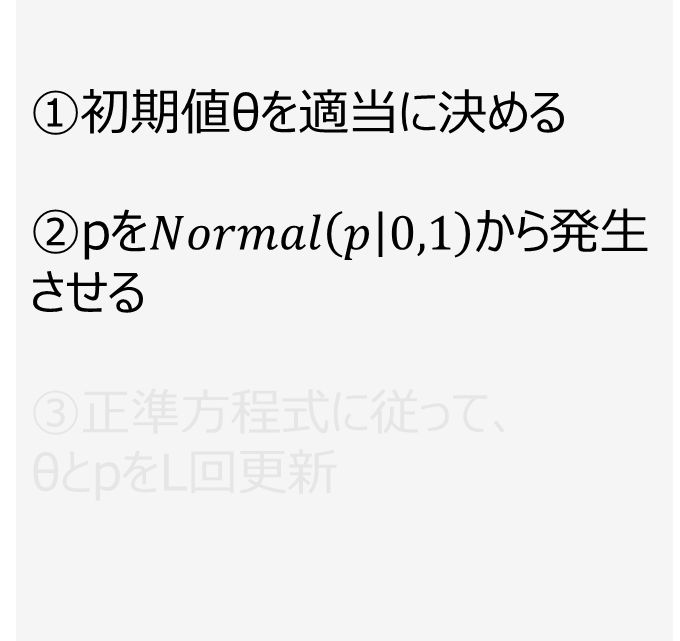 ①初期値θを適当に決める
②pをNormal(p|0,1)から発生
させる
③正準方程式に従って、
θとpをL回更新